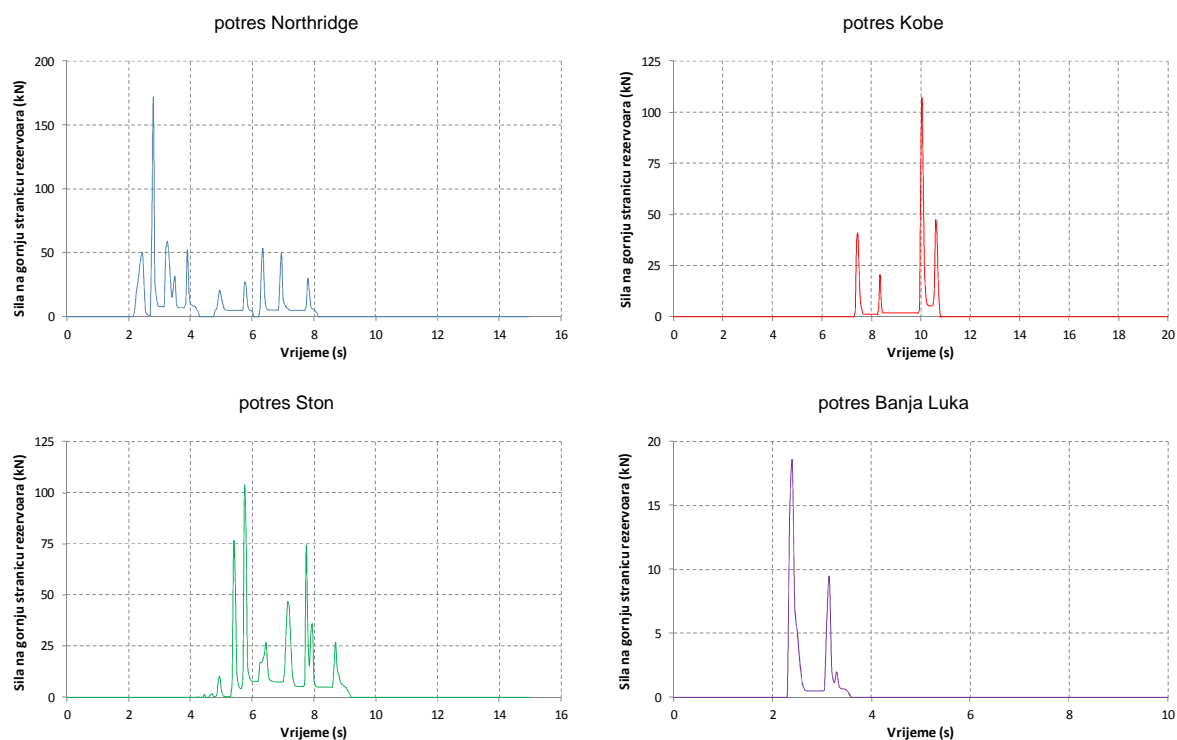 potres Northridge
Sila na gornju stranicu rezervoara (kN)
200
150
100
50
0
0 2 4 6 8 10 12 14 16
Vrijeme (s)
potres Kobe
Sila na gornju stranicu rezervoara (kN)
125
100
75
50
25
0
0 2 4 6 8 10 12 14 16 18 20
Vrijeme (s)
potres Ston
Sila na gornju stranicu rezervoara (kN)
125
100
75
50
25
0
0 2 4 6 8 10 12 14 16
Vrijeme (s)
potres Banja Luka
Sila na gornju stranicu rezervoara (kN)
20
15
10
5
0
0 2 4 6 8 10
Vrijeme (s)